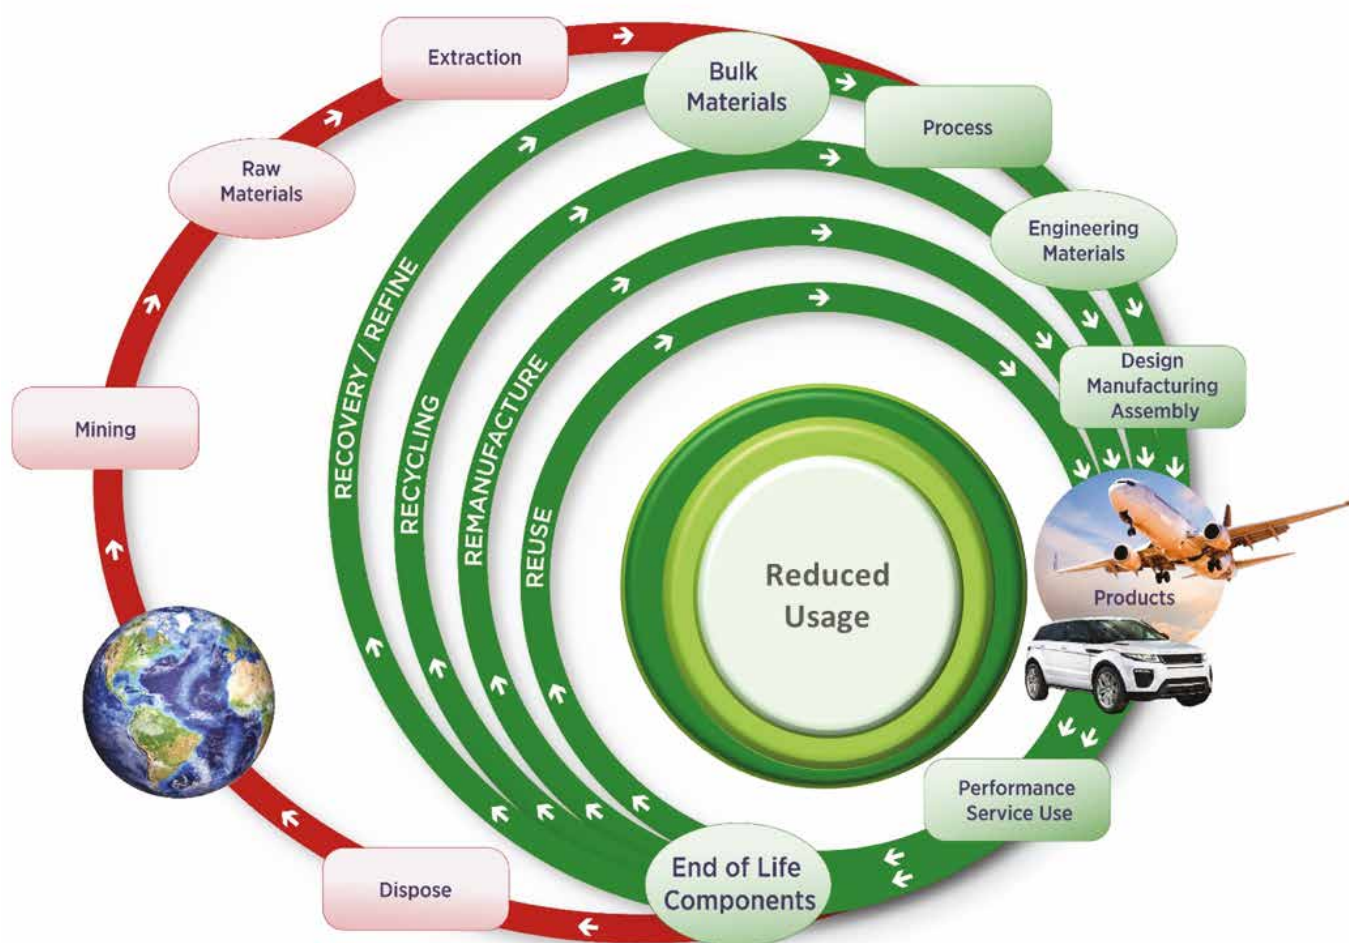 Extraction
Bulk
Materials
Process
Raw
Materials
Engineering
Materials
Design
Manufacturing
Assembly
Mining
RECOVERY / REFINE
RECYCLING
REMANUFACTURE
REUSE
Reduced
Usage
Products
Performance
Service Use
End of Life
Components
Dispose